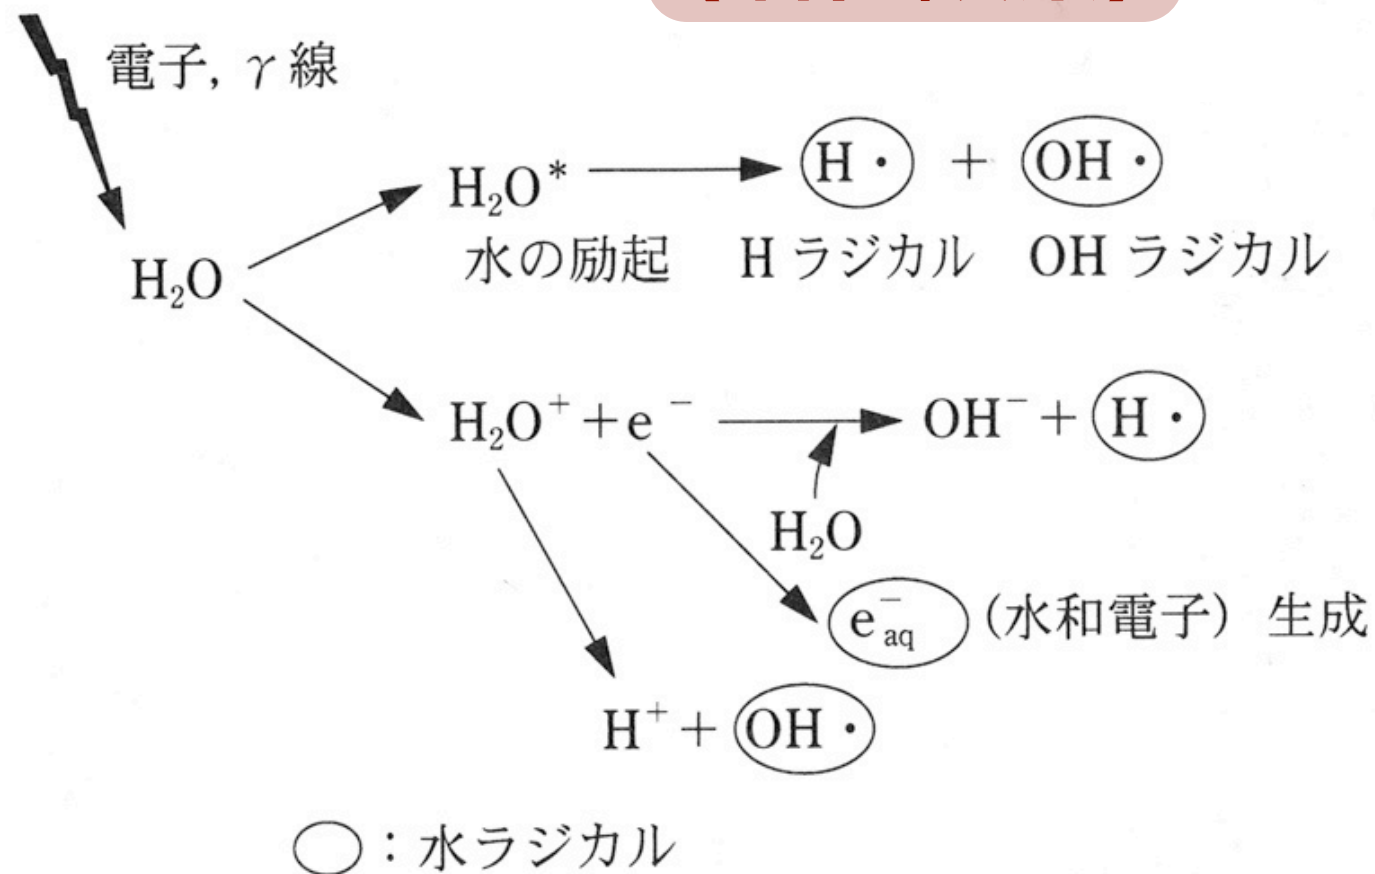 電子, γ線
H₂O* H・ + OH・
水の励起 Hラジカル OHラジカル
H₂O
H₂O⁺ + e⁻ OH⁻ + H・
H₂O
e⁻aq (水和電子) 生成
H⁺ + OH・
○：水ラジカル